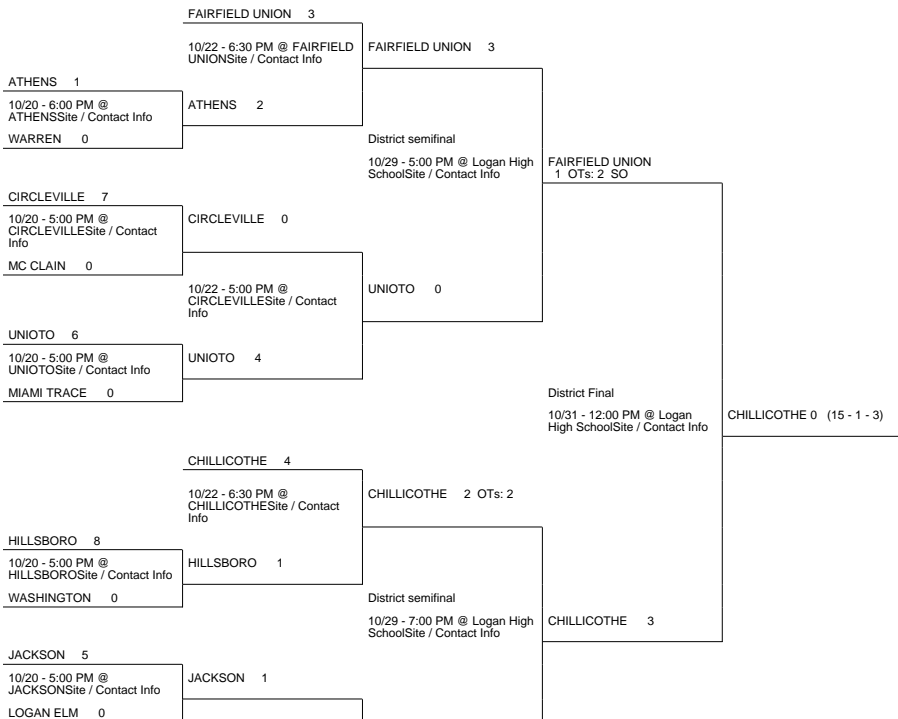 FAIRFIELD UNION 3
10/22 - 6:30 PM @ FAIRFIELD
UNIONSite / Contact Info
FAIRFIELD UNION 3
ATHENS 1
10/20 - 6:00 PM @
ATHENSSite / Contact Info
ATHENS 2
WARREN 0
District semifinal
10/29 - 5:00 PM @ Logan High
SchoolSite / Contact Info
FAIRFIELD UNION
1 OTs: 2 SO
CIRCLEVILLE 7
10/20 - 5:00 PM @
CIRCLEVILLESite / Contact
Info
CIRCLEVILLE 0
MC CLAIN 0
10/22 - 5:00 PM @
CIRCLEVILLESite / Contact
Info
UNIOTO 0
UNIOTO 6
10/20 - 5:00 PM @
UNIOTOSite / Contact Info
UNIOTO 4
MIAMI TRACE 0
District Final
10/31 - 12:00 PM @ Logan
High SchoolSite / Contact Info
CHILLICOTHE 0 (15 - 1 - 3)
CHILLICOTHE 4
10/22 - 6:30 PM @
CHILLICOTHESite / Contact
Info
CHILLICOTHE 2 OTs: 2
HILLSBORO 8
10/20 - 5:00 PM @
HILLSBOROSite / Contact Info
HILLSBORO 1
WASHINGTON 0
District semifinal
10/29 - 7:00 PM @ Logan High
SchoolSite / Contact Info
CHILLICOTHE 3
JACKSON 5
10/20 - 5:00 PM @
JACKSONSite / Contact Info
JACKSON 1
LOGAN ELM 0